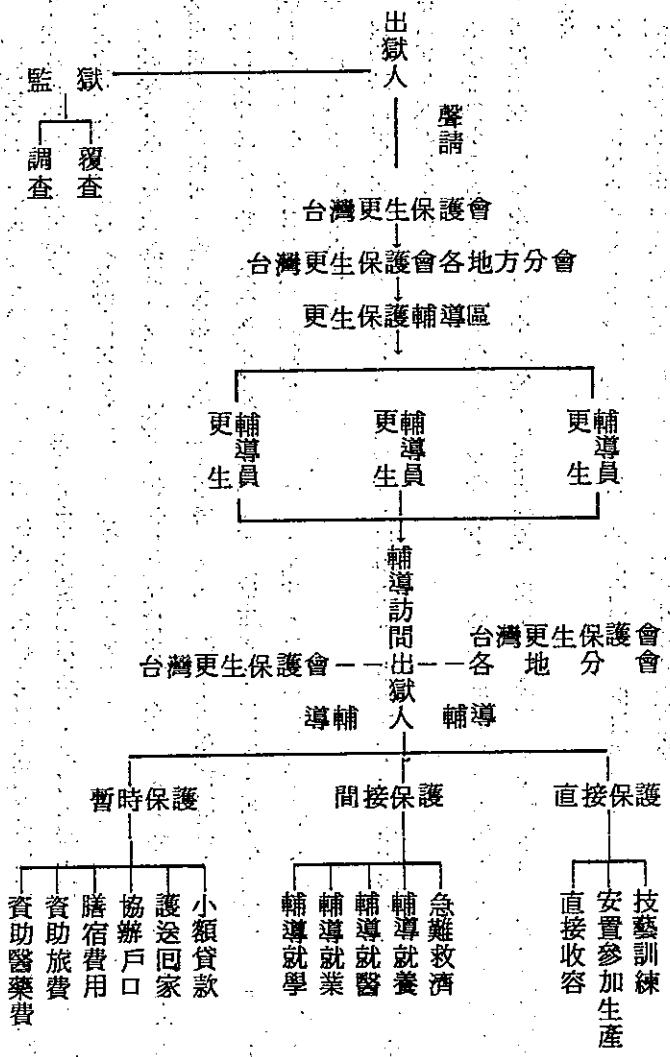 出獄人
監獄
調查
覆查
聲請
台灣更生保護會
台灣更生保護會各地方分會
更生保護輔導區
更生輔導員
更生輔導員
更生輔導員
輔導訪問出獄人
台灣更生保護會
台灣更生保護會
各地分會
導輔
輔導
暫時保護
間接保護
直接保護
資助醫藥費
資助旅費
膳宿費用
協辦戶口
護送回家
小額貸款
輔導就學
輔導就業
輔導就醫
輔導就養
急難救濟
直接收容
安置參加生產
技藝訓練